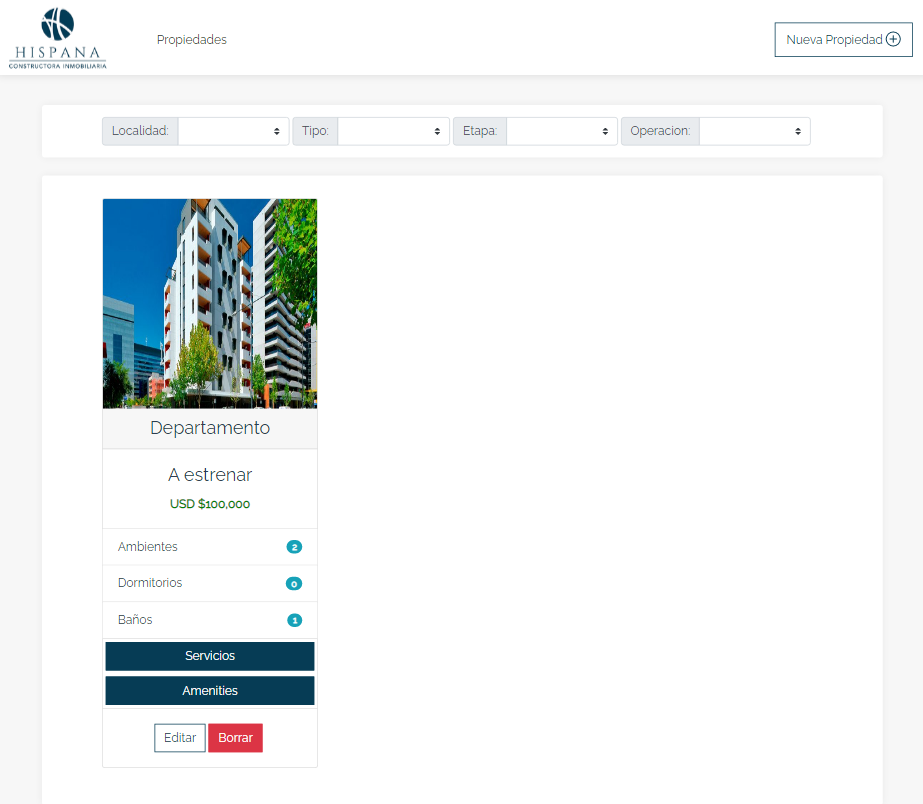 HISPANA
CONSTRUCTORA INMOBILIARIA
Propiedades
Nueva Propiedad
Localidad:
Tipo:
Etapa:
Operacion:
Departamento
A estrenar
USD $100,000
Ambientes 2
Dormitorios 0
Baños 1
Servicios
Amenities
Editar Borrar